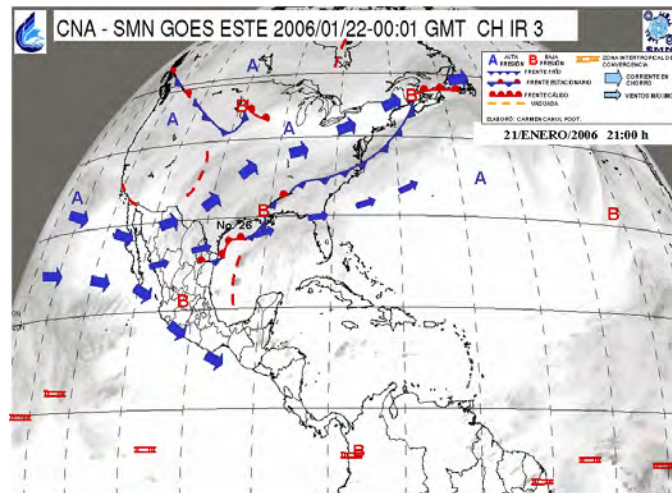 CNA - SMN GOES ESTE 2006/01/22-00:01 GMT CH IR 3
A ALTA PRESIÓN B BAJA PRESIÓN
ZONA INTERTROPICAL DE CONVERGENCIA
FRENTE FRÍO
FRENTE ESTACIONARIO
FRENTE CÁLIDO
VAGUADA
CORRIENTE EN CHORRO
VIENTOS MÁXIMOS
ELABORÓ: CARMEN CANUL POOT.
21/ENERO/2006 21:00 h
A
B
B
A
A
A
A
B
B
No. 26
B
B